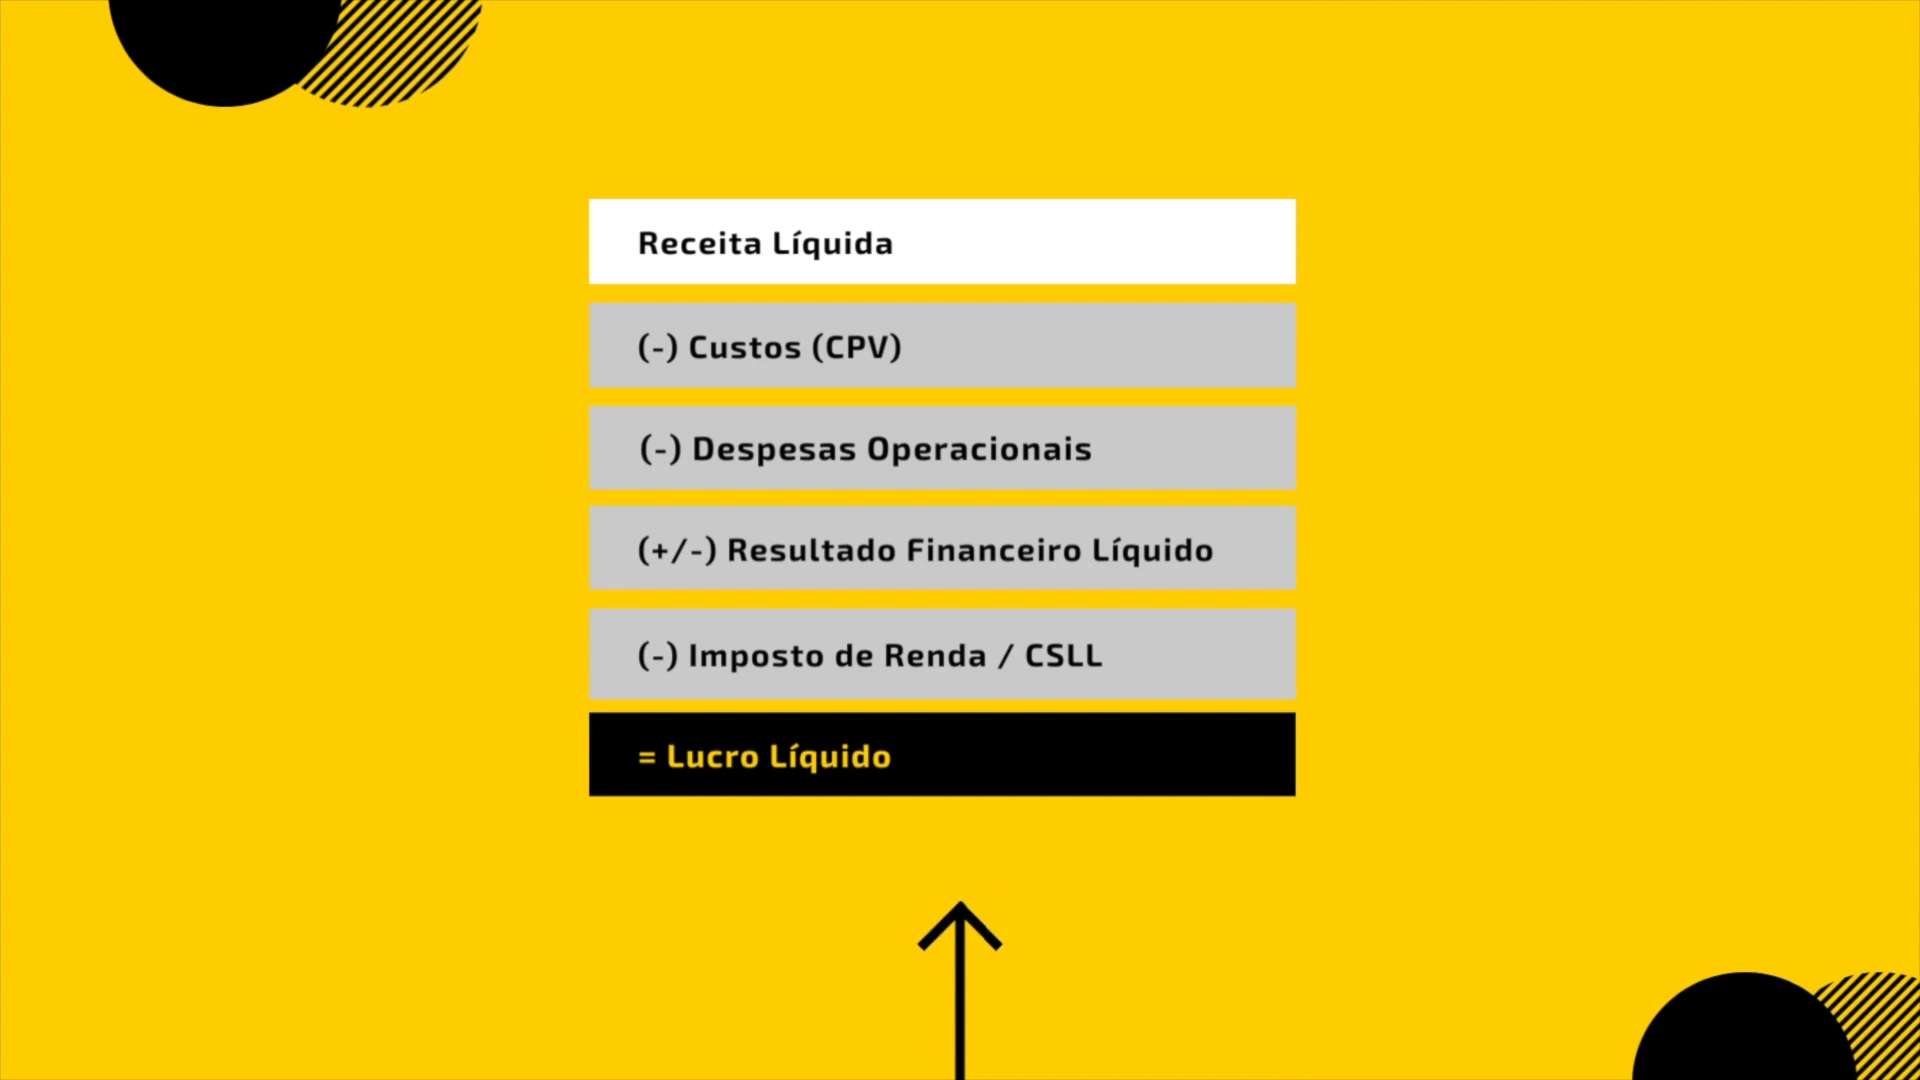 Receita Líquida
(-) Custos (CPV)
(-) Despesas Operacionais
(+/-) Resultado Financeiro Líquido
(-) Imposto de Renda / CSLL
= Lucro Líquido